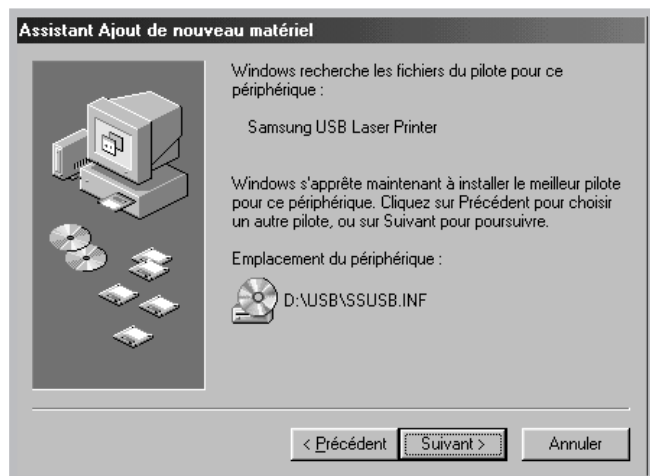 Assistant Ajout de nouveau matériel
Windows recherche les fichiers du pilote pour ce
périphérique :
Samsung USB Laser Printer
Windows s'apprête maintenant à installer le meilleur pilote
pour ce périphérique. Cliquez sur Précédent pour choisir
un autre pilote, ou sur Suivant pour poursuivre.
Emplacement du périphérique :
D:\USB\SSUSB.INF
< Précédent Suivant > Annuler